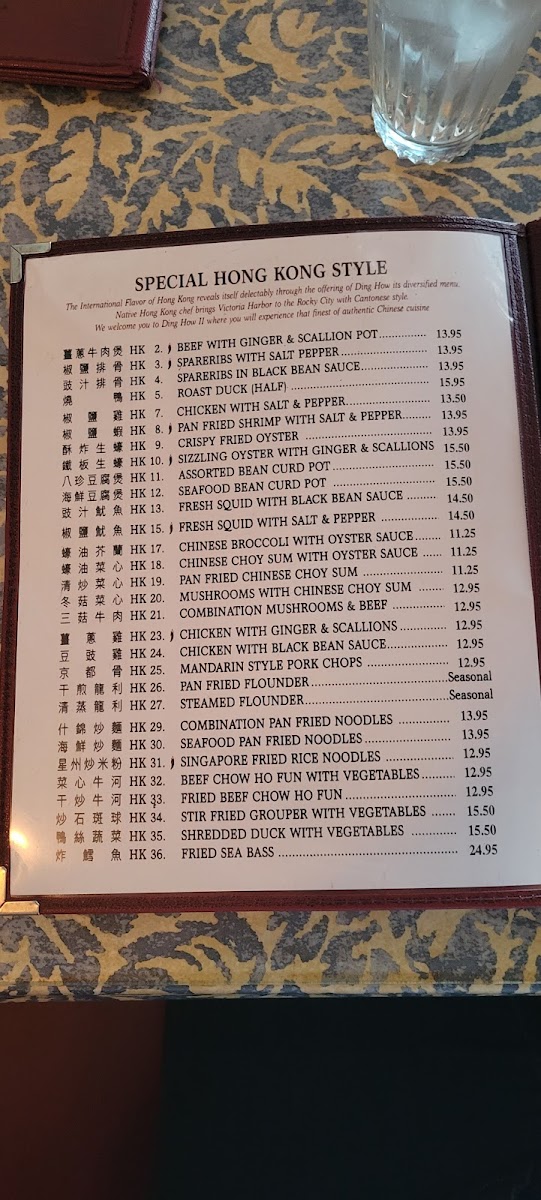 SPECIAL HONG KONG STYLE
The International Flavor of Hong Kong reveals itself delectably through the offering of Ding How its diversified menu.
Native Hong Kong chef brings Victoria Harbor to the Rocky City with Cantonese style.
We welcome you to Ding How II where you will experience that finest of authentic Chinese cuisine
薑蔥牛肉煲 HK 2. BEEF WITH GINGER & SCALLION POT 13.95
椒鹽排骨 HK 3. SPARERIBS WITH SALT PEPPER 13.95
豉汁排骨 HK 4. SPARERIBS IN BLACK BEAN SAUCE 13.95
燒鴨 HK 5. ROAST DUCK (HALF) 15.95
椒鹽雞 HK 7. CHICKEN WITH SALT & PEPPER 13.50
椒鹽蝦 HK 8. PAN FRIED SHRIMP WITH SALT & PEPPER 13.95
酥炸生蠔 HK 9. CRISPY FRIED OYSTER 13.95
鐵板生蠔 HK 10. SIZZLING OYSTER WITH GINGER & SCALLIONS 15.50
八珍豆腐煲 HK 11. ASSORTED BEAN CURD POT 15.50
海鮮豆腐煲 HK 12. SEAFOOD BEAN CURD POT 15.50
豉汁魷魚 HK 13. FRESH SQUID WITH BLACK BEAN SAUCE 14.50
椒鹽魷魚 HK 15. FRESH SQUID WITH SALT & PEPPER 14.50
蠔油芥蘭 HK 17. CHINESE BROCCOLI WITH OYSTER SAUCE 11.25
蠔油菜心 HK 18. CHINESE CHOY SUM WITH OYSTER SAUCE 11.25
清炒菜心 HK 19. PAN FRIED CHINESE CHOY SUM 11.25
冬菇菜心 HK 20. MUSHROOMS WITH CHINESE CHOY SUM 12.95
三菇牛肉 HK 21. COMBINATION MUSHROOMS & BEEF 12.95
薑蔥雞 HK 23. CHICKEN WITH GINGER & SCALLIONS 12.95
豆豉雞 HK 24. CHICKEN WITH BLACK BEAN SAUCE 12.95
京都骨 HK 25. MANDARIN STYLE PORK CHOPS 12.95
干煎龍利 HK 26. PAN FRIED FLOUNDER Seasonal
清蒸龍利 HK 27. STEAMED FLOUNDER Seasonal
什錦炒麵 HK 29. COMBINATION PAN FRIED NOODLES 13.95
海鮮炒麵 HK 30. SEAFOOD PAN FRIED NOODLES 13.95
星州炒米粉 HK 31. SINGAPORE FRIED RICE NOODLES 12.95
菜心牛河 HK 32. BEEF CHOW HO FUN WITH VEGETABLES 12.95
干炒牛河 HK 33. FRIED BEEF CHOW HO FUN 12.95
炒石斑球 HK 34. STIR FRIED GROUPER WITH VEGETABLES 15.50
鴨絲蔬菜 HK 35. SHREDDED DUCK WITH VEGETABLES 15.50
炸鱈魚 HK 36. FRIED SEA BASS 24.95